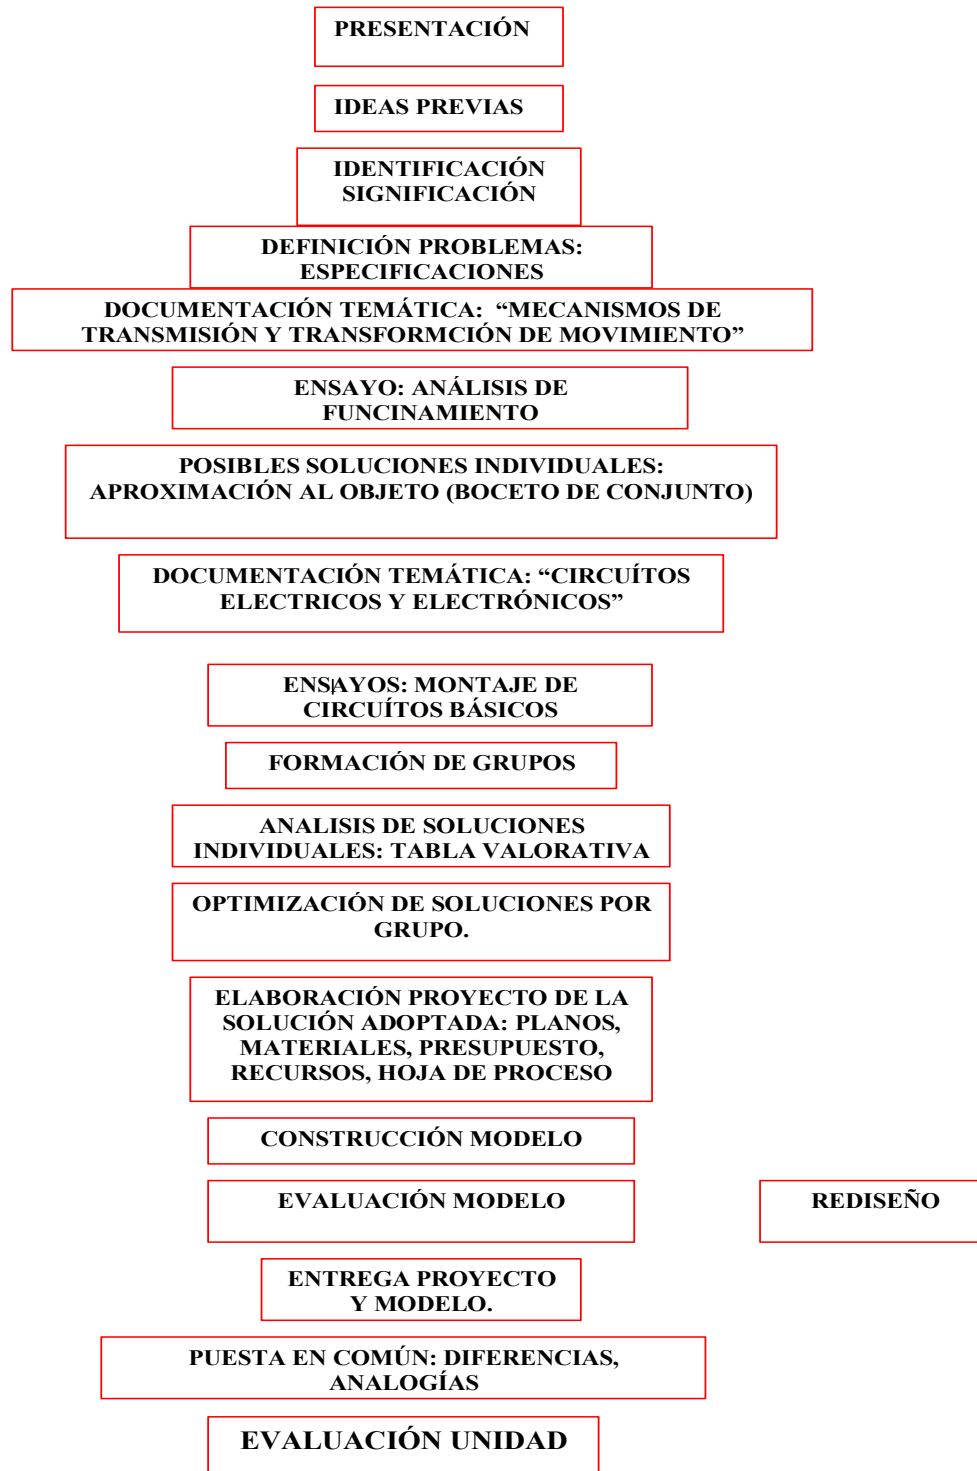 PRESENTACIÓN
IDEAS PREVIAS
IDENTIFICACIÓN
SIGNIFICACIÓN
DEFINICIÓN PROBLEMAS:
ESPECIFICACIONES
DOCUMENTACIÓN TEMÁTICA: “MECANISMOS DE
TRANSMISIÓN Y TRANSFORMCIÓN DE MOVIMIENTO”
ENSAYO: ANÁLISIS DE
FUNCINAMIENTO
POSIBLES SOLUCIONES INDIVIDUALES:
APROXIMACIÓN AL OBJETO (BOCETO DE CONJUNTO)
DOCUMENTACIÓN TEMÁTICA: “CIRCUÍTOS
ELECTRICOS Y ELECTRÓNICOS”
ENSAYOS: MONTAJE DE
CIRCUÍTOS BÁSICOS
FORMACIÓN DE GRUPOS
ANALISIS DE SOLUCIONES
INDIVIDUALES: TABLA VALORATIVA
OPTIMIZACIÓN DE SOLUCIONES POR
GRUPO.
ELABORACIÓN PROYECTO DE LA
SOLUCIÓN ADOPTADA: PLANOS,
MATERIALES, PRESUPUESTO,
RECURSOS, HOJA DE PROCESO
CONSTRUCCIÓN MODELO
EVALUACIÓN MODELO
REDISEÑO
ENTREGA PROYECTO
Y MODELO.
PUESTA EN COMÚN: DIFERENCIAS,
ANALOGÍAS
EVALUACIÓN UNIDAD